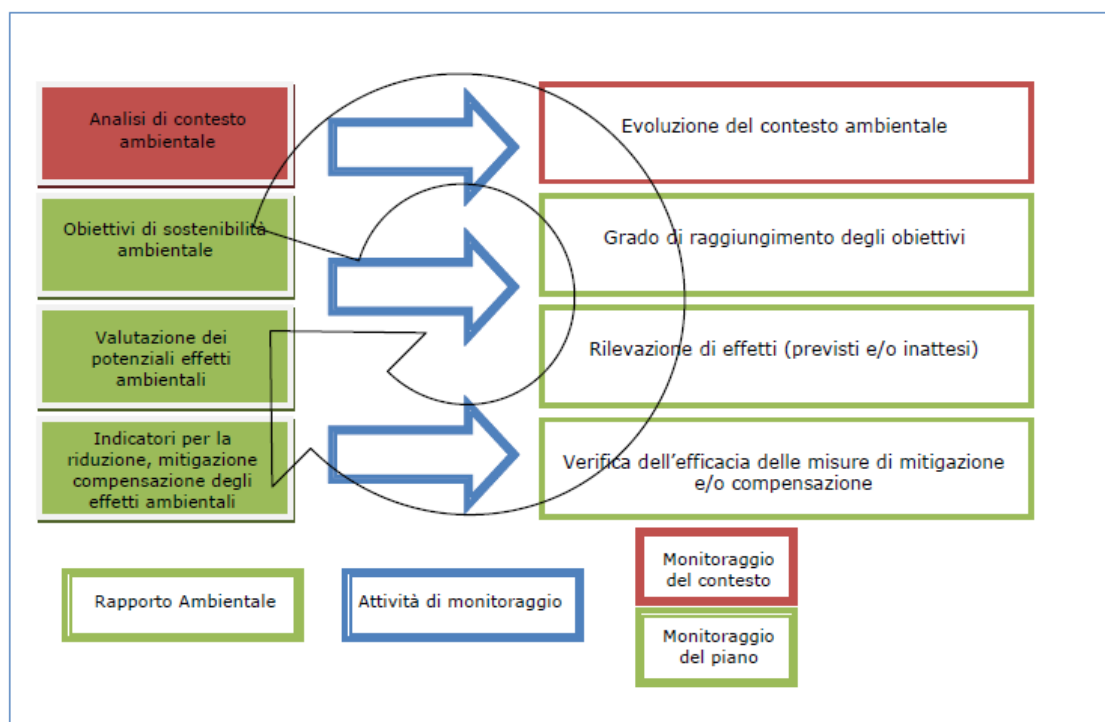 Analisi di contesto
ambientale
Evoluzione del contesto ambientale
Obiettivi di sostenibilità
ambientale
Grado di raggiungimento degli obiettivi
Valutazione dei
potenziali effetti
ambientali
Rilevazione di effetti (previsti e/o inattesi)
Indicatori per la
riduzione, mitigazione
compensazione degli
effetti ambientali
Verifica dell’efficacia delle misure di mitigazione
e/o compensazione
Rapporto Ambientale
Attività di monitoraggio
Monitoraggio
del contesto
Monitoraggio
del piano